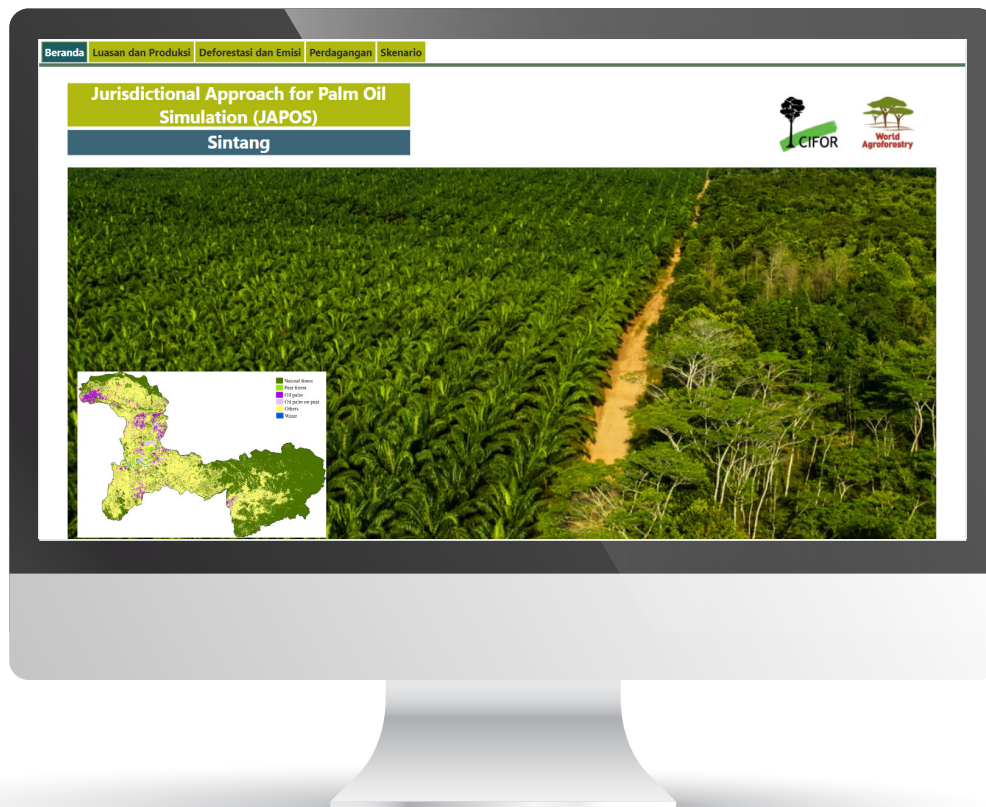 Beranda
Luasan dan Produksi
Deforestasi dan Emisi
Perdagangan
Skenario
Jurisdictional Approach for Palm Oil
Simulation (JAPOS)
Sintang
CIFOR
World
Agroforestry
Natural forest
Peat forest
Oil palm
Oil palm on peat
Others
Water